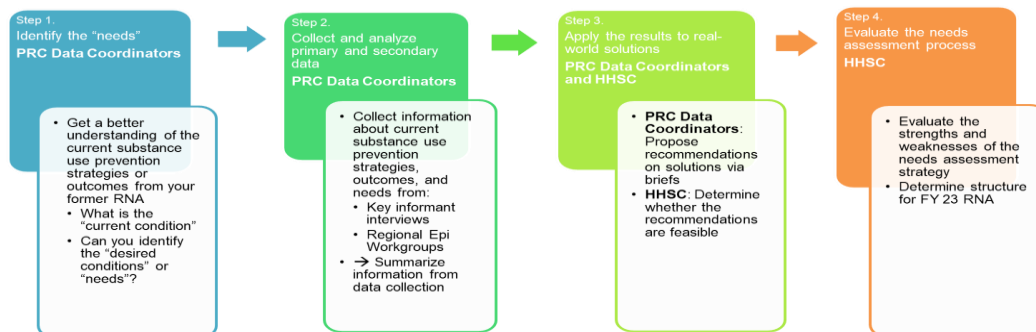 Step 1.
Identify the “needs”
PRC Data Coordinators
• Get a better
understanding of the
current substance
use prevention
strategies or
outcomes from your
former RNA
• What is the
“current condition”
• Can you identify
the “desired
conditions” or
“needs”?
Step 2.
Collect and analyze
primary and secondary
data
PRC Data Coordinators
• Collect information
about current
substance use
prevention
strategies,
outcomes, and
needs from:
• Key informant
interviews
• Regional Epi
Workgroups
• → Summarize
information from
data collection
Step 3.
Apply the results to real-
world solutions
PRC Data Coordinators
and HHSC
• PRC Data
Coordinators:
Propose
recommendations
on solutions via
briefs
• HHSC: Determine
whether the
recommendations
are feasible
Step 4.
Evaluate the needs
assessment process
HHSC
• Evaluate the
strengths and
weaknesses of the
needs assessment
strategy
• Determine structure
for FY 23 RNA